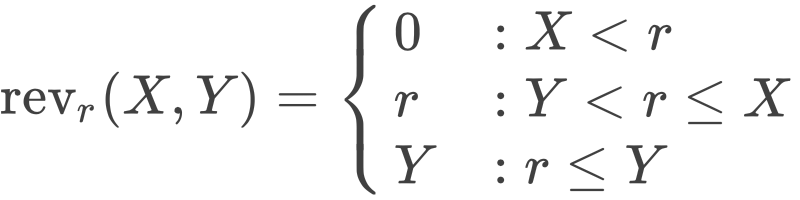 rev_r(X, Y) = { 0 : X < r
r : Y < r ≤ X
Y : r ≤ Y